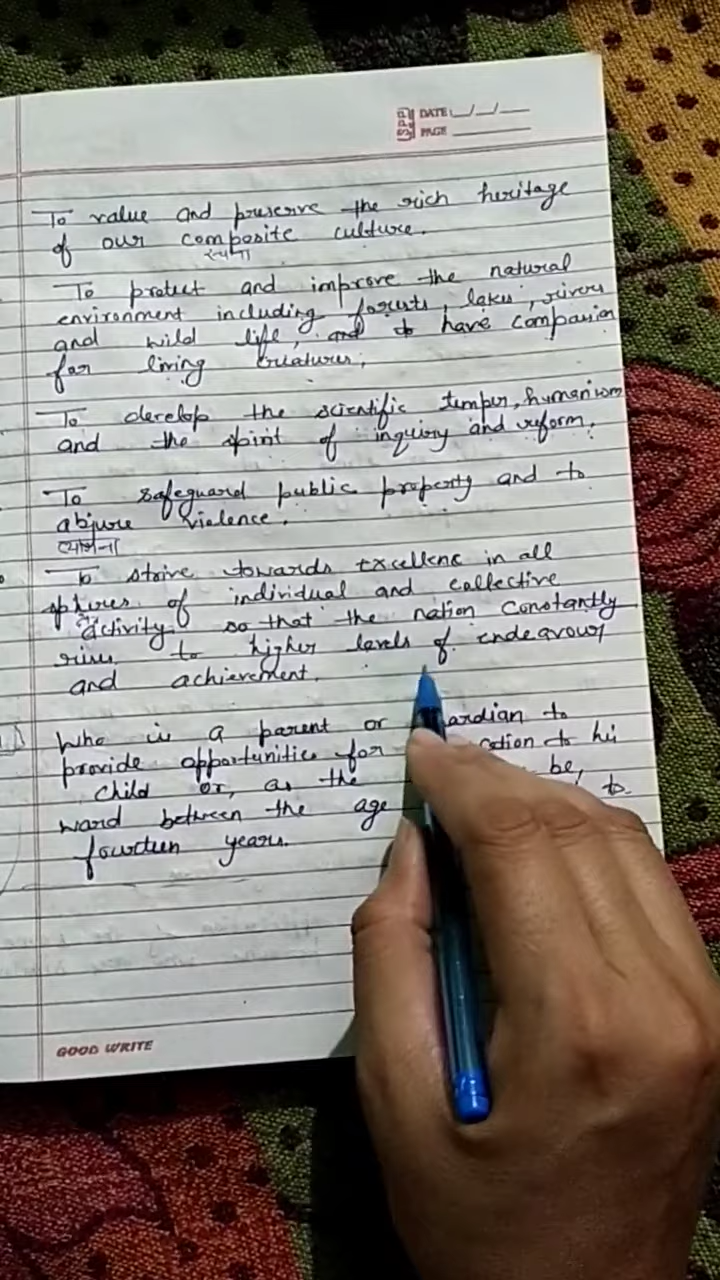 DATE __/__/__
PAGE
To value and preserve the rich heritage
of our composite culture.
To protect and improve the natural
environment including forests, lakes, rivers
and wild life, and to have compassion
for living creatures,
To develop the scientific temper, humanism
and the spirit of inquiry and reform,
To safeguard public property and to
abjure violence.
त्यागना
To strive towards Excellenc in all
spheres of individual and collective
activity so that the nation Constantly
rises to higher levels of endeavour
and achievement.
Who is a parent or to
provide opportunities for to his
child or, as the be,
ward between the age to
fourteen years.
GOOD WRITE